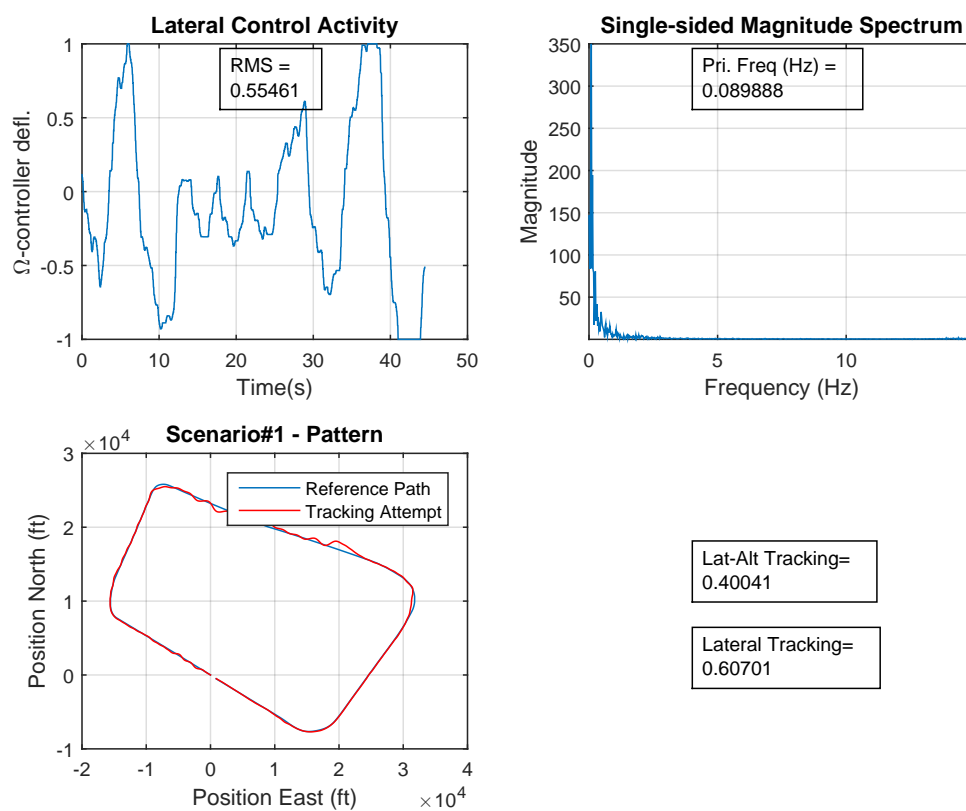 Lateral Control Activity
RMS =
0.55461
1
0.5
0
-0.5
-1
Ω-controller defl.
0 10 20 30 40 50
Time(s)
Single-sided Magnitude Spectrum
Pri. Freq (Hz) =
0.089888
350
300
250
200
150
100
50
Magnitude
0 5 10
Frequency (Hz)
Scenario#1 - Pattern
×10⁴
3
2
1
0
-1
Position North (ft)
Reference Path
Tracking Attempt
-2 -1 0 1 2 3 4
Position East (ft)
×10⁴
Lat-Alt Tracking=
0.40041
Lateral Tracking=
0.60701